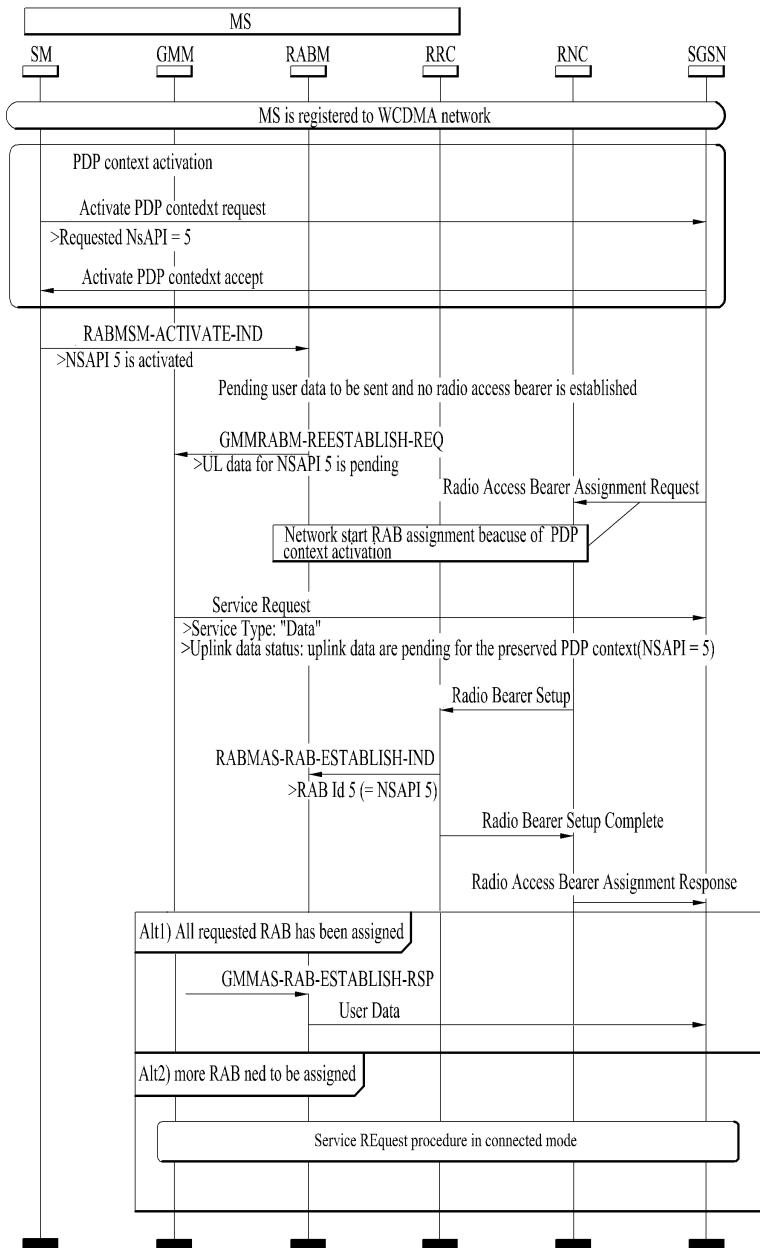 MS
SM
GMM
RABM
RRC
RNC
SGSN
MS is registered to WCDMA network
PDP context activation
Activate PDP contedxt request
>Requested NsAPI = 5
Activate PDP contedxt accept
RABMSM-ACTIVATE-IND
>NSAPI 5 is activated
Pending user data to be sent and no radio access bearer is established
GMMRABM-REESTABLISH-REQ
>UL data for NSAPI 5 is pending
Radio Access Bearer Assignment Request
Network start RAB assignment beacuse of PDP
context activation
Service Request
>Service Type: "Data"
>Uplink data status: uplink data are pending for the preserved PDP context(NSAPI = 5)
Radio Bearer Setup
RABMAS-RAB-ESTABLISH-IND
>RAB Id 5 (= NSAPI 5)
Radio Bearer Setup Complete
Radio Access Bearer Assignment Response
Alt1) All requested RAB has been assigned
GMMAS-RAB-ESTABLISH-RSP
User Data
Alt2) more RAB ned to be assigned
Service REquest procedure in connected mode